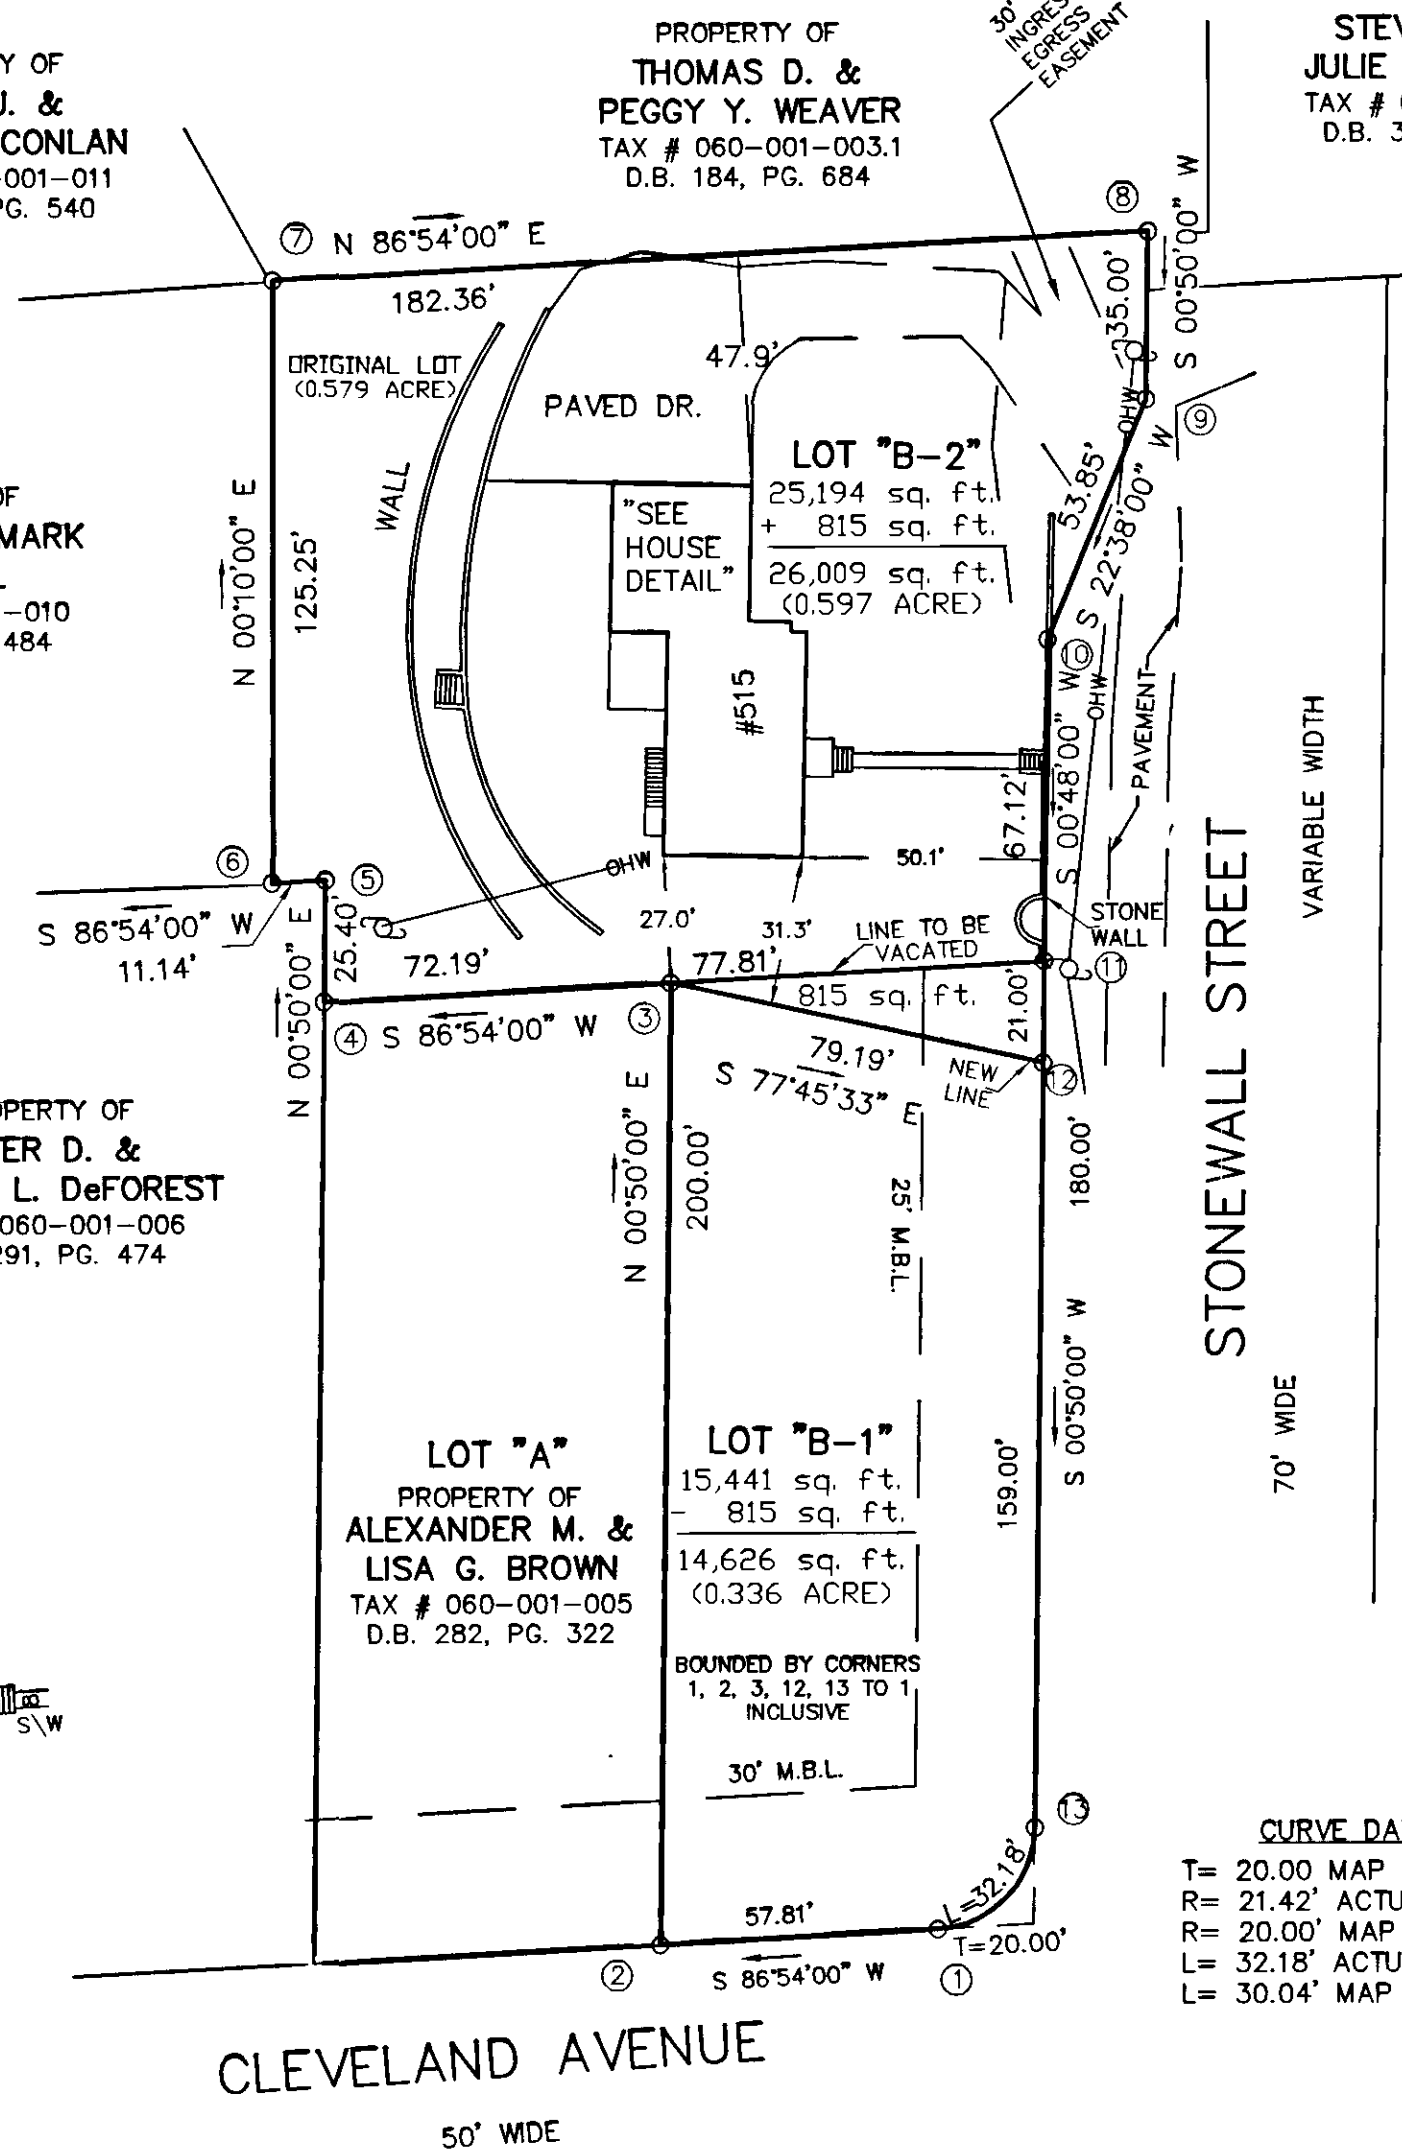 PROPERTY OF
THOMAS D. &
PEGGY Y. WEAVER
TAX # 060-001-003.1
D.B. 184, PG. 684
30'
INGRES
EGRESS
EASEMENT
STEV
JULIE
TAX #
D.B. 3
Y OF
J. &
CONLAN
-001-011
PG. 540
7
N 86°54'00" E
182.36'
8
S 00°50'00" W
35.00'
ORIGINAL LOT
(0.579 ACRE)
47.9'
PAVED DR.
WALL
OHW
9
LOT "B-2"
25,194 sq. ft.
+ 815 sq. ft.
26,009 sq. ft.
(0.597 ACRE)
53.85'
S 22°38'00" W
"SEE
HOUSE
DETAIL"
OF
MARK
-010
484
N 00°10'00" E
125.25'
#515
10
S 00°48'00" W
67.12'
OHW
PAVEMENT
VARIABLE WIDTH
STONEWALL STREET
70' WIDE
50.1'
6
5
S 86°54'00" W
11.14'
N 00°50'00" E
25.40'
OHW
27.0'
31.3'
LINE TO BE
VACATED
STONE
WALL
72.19'
77.81'
815 sq. ft.
21.00'
11
4
S 86°54'00" W
3
79.19'
S 77°45'33" E
NEW
LINE
12
OPERTY OF
ER D. &
L. DeFOREST
060-001-006
291, PG. 474
N 00°50'00" E
200.00'
25' M.B.L.
180.00'
S 00°50'00" W
159.00'
LOT "A"
PROPERTY OF
ALEXANDER M. &
LISA G. BROWN
TAX # 060-001-005
D.B. 282, PG. 322
LOT "B-1"
15,441 sq. ft.
- 815 sq. ft.
14,626 sq. ft.
(0.336 ACRE)
BOUNDED BY CORNERS
1, 2, 3, 12, 13 TO 1
INCLUSIVE
S\W
30' M.B.L.
13
L=32.18'
57.81'
T=20.00'
2
S 86°54'00" W
1
CURVE DA
T= 20.00 MAP
R= 21.42' ACTU
R= 20.00' MAP
L= 32.18' ACTU
L= 30.04' MAP
CLEVELAND AVENUE
50' WIDE